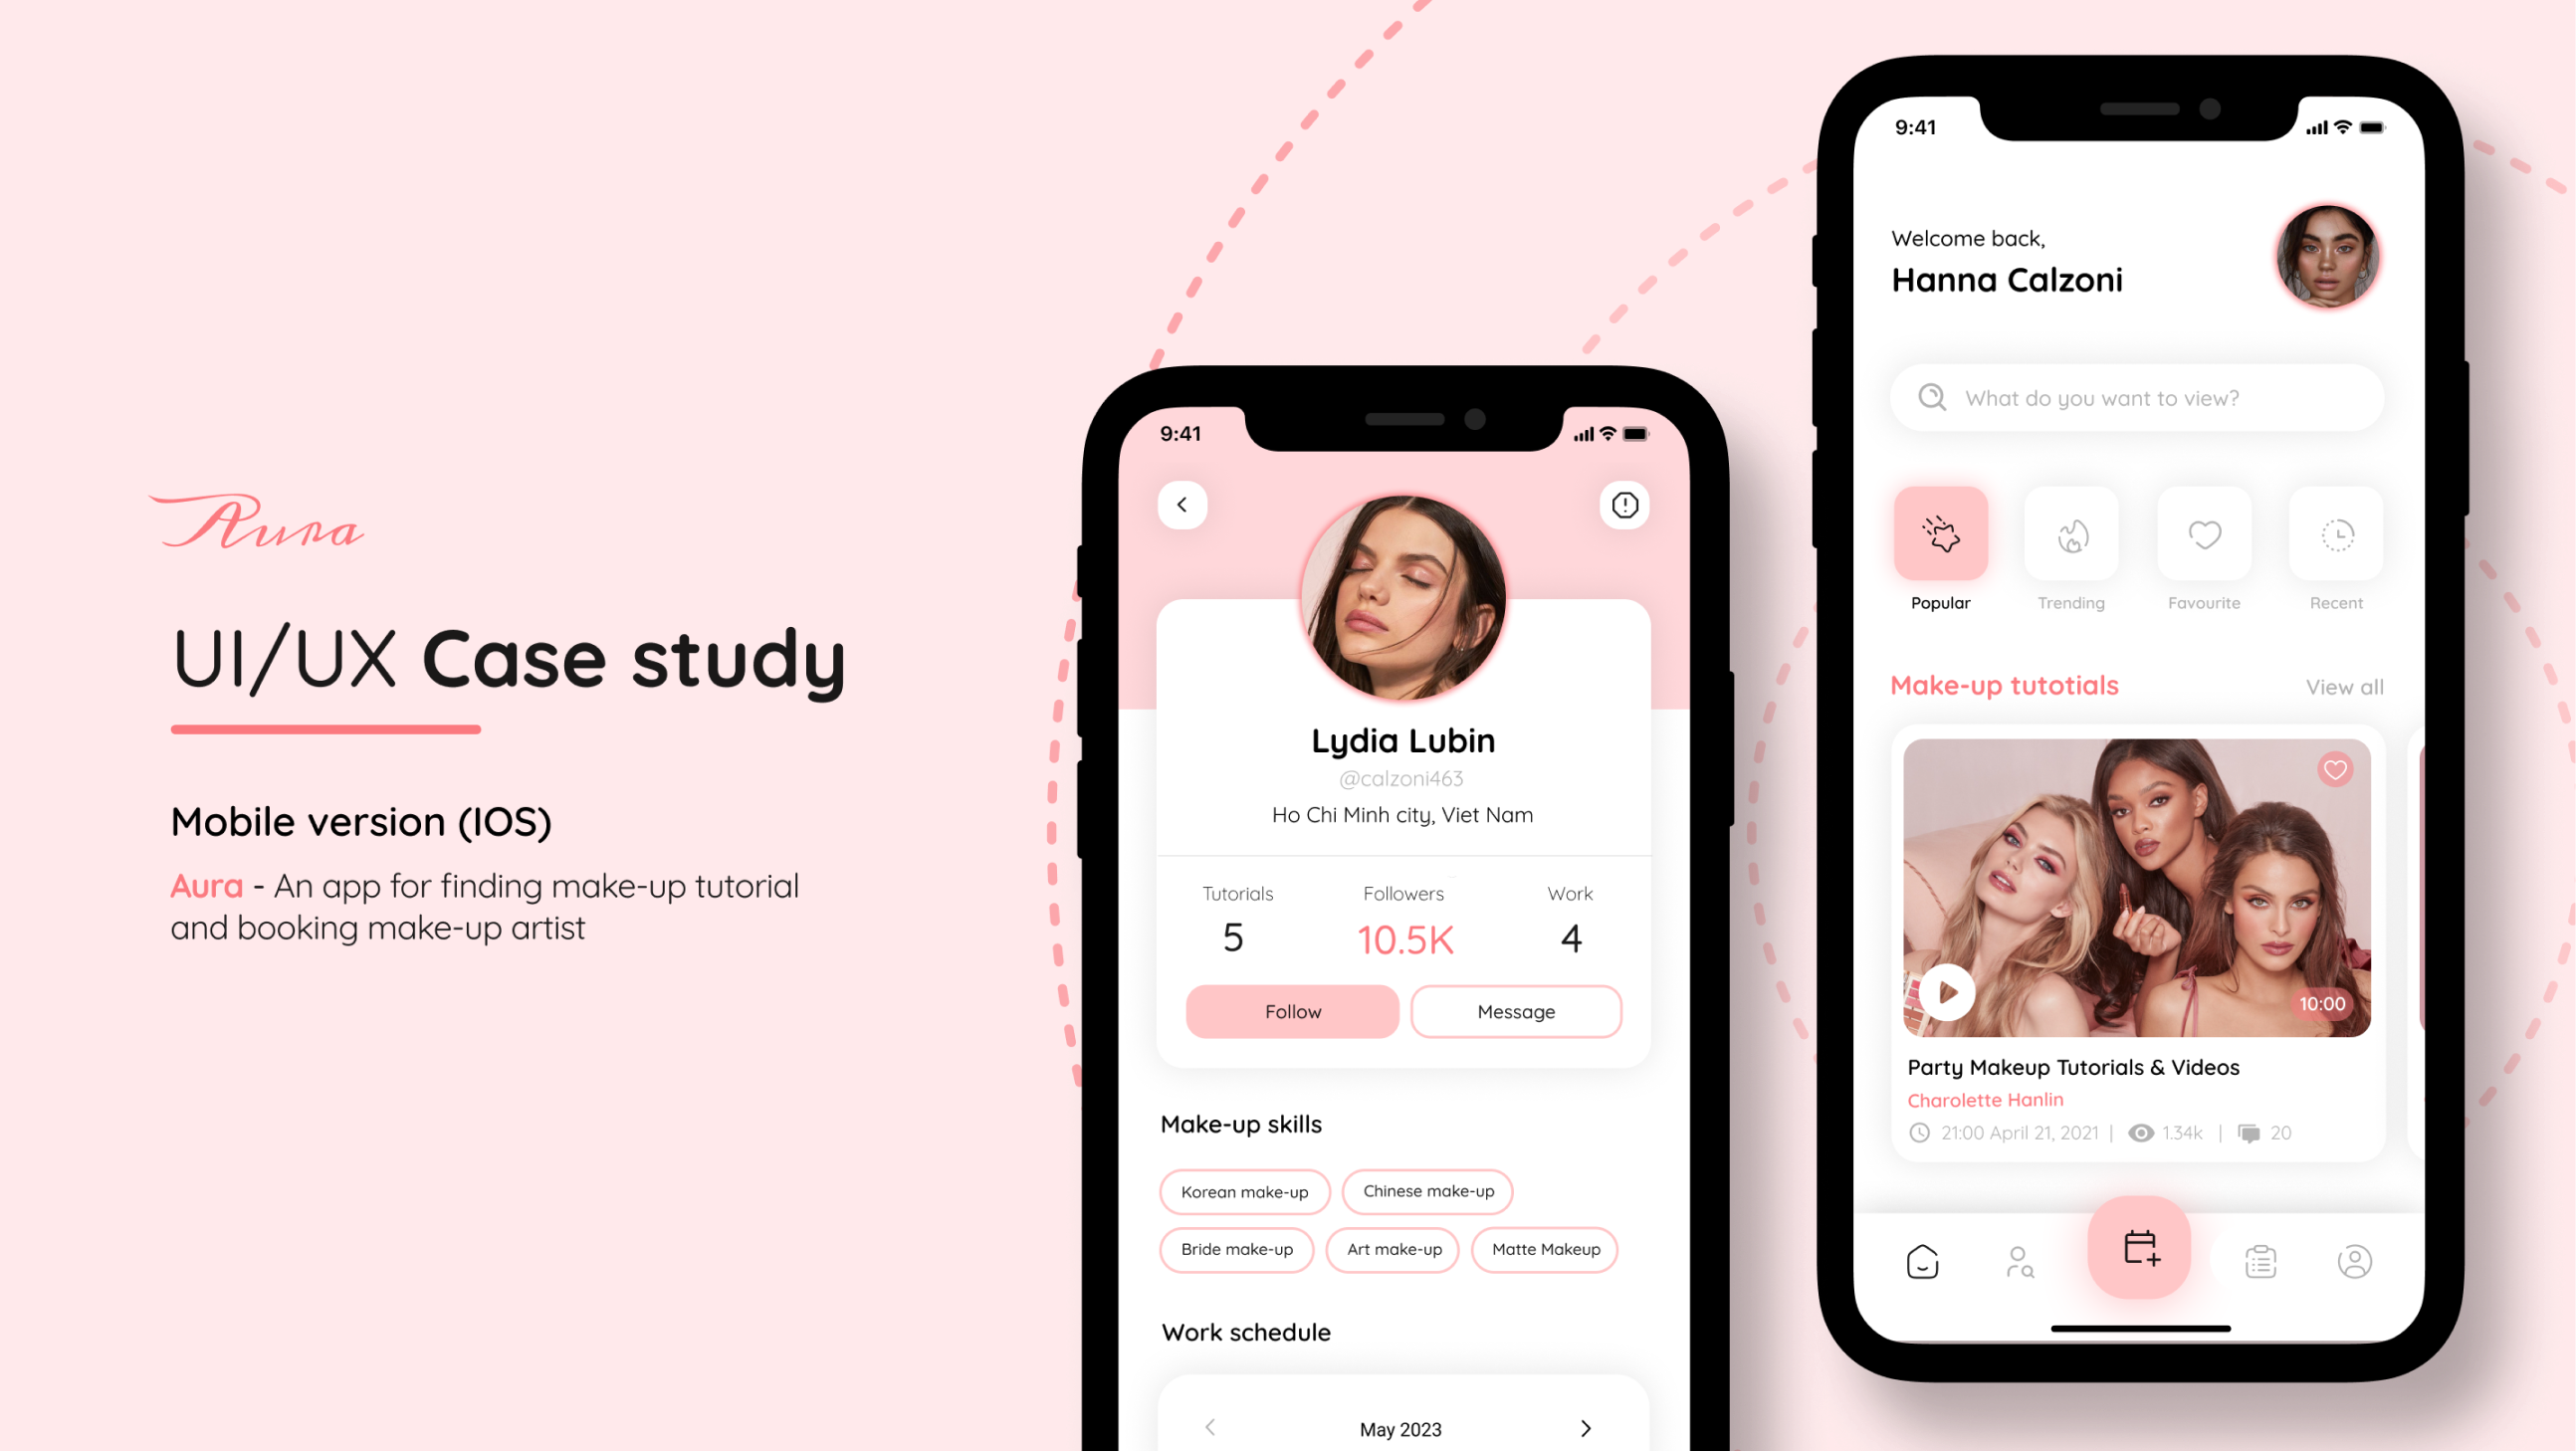 Aura
UI/UX Case study
Mobile version (IOS)
Aura - An app for finding make-up tutorial
and booking make-up artist
9:41
Lydia Lubin
@calzoni463
Ho Chi Minh city, Viet Nam
Tutorials Followers Work
5 10.5K 4
Follow Message
Make-up skills
Korean make-up Chinese make-up
Bride make-up Art make-up Matte Makeup
Work schedule
May 2023
9:41
Welcome back,
Hanna Calzoni
What do you want to view?
Popular Trending Favourite Recent
Make-up tutotials View all
10:00
Party Makeup Tutorials & Videos
Charolette Hanlin
21:00 April 21, 2021 | 1.34k | 20